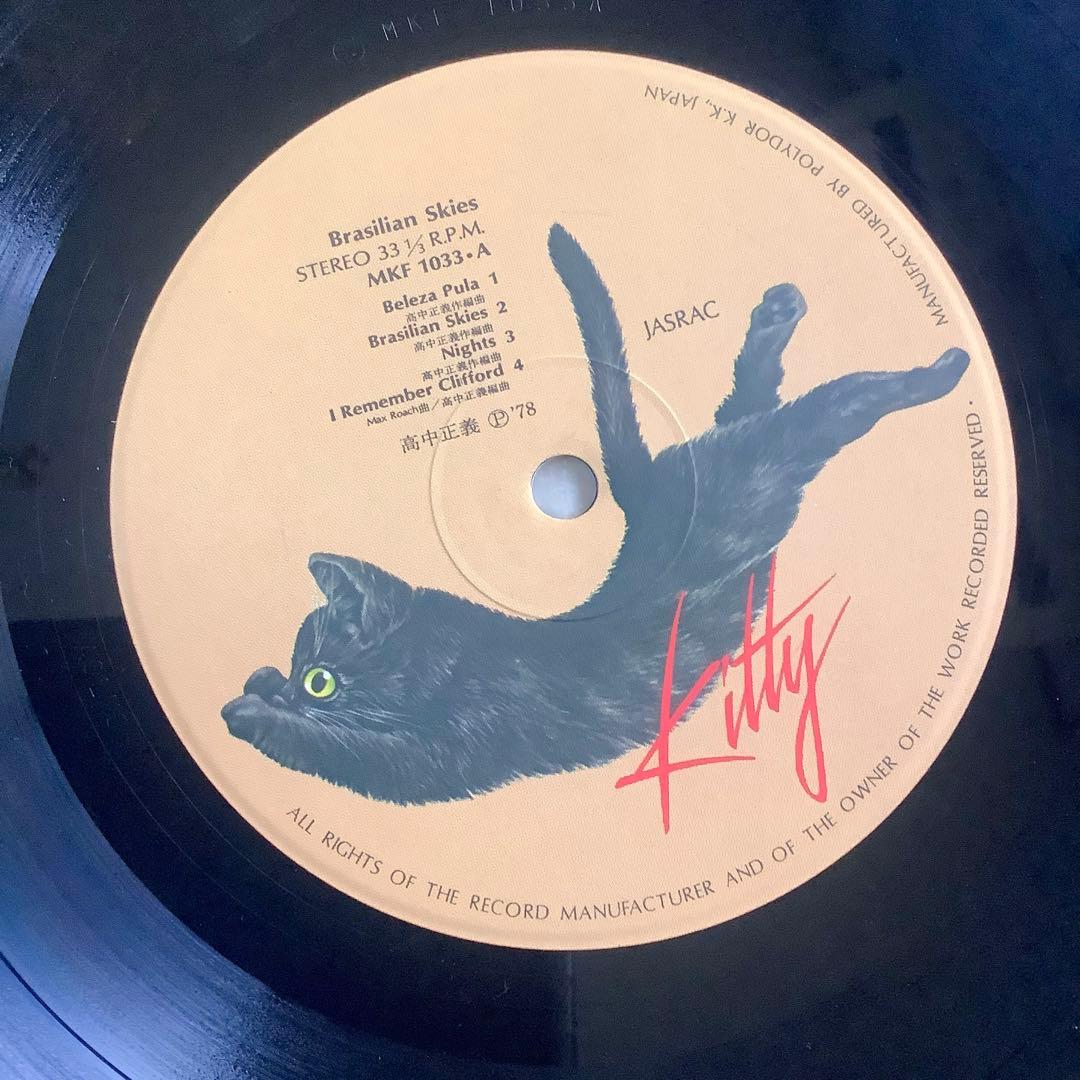 MKF 1033A
Brasilian Skies
STEREO 33 ⅓ R.P.M.
MKF 1033・A
Beleza Pula 1
高中正義作編曲
Brasilian Skies 2
高中正義作編曲
Nights 3
高中正義作編曲
I Remember Clifford 4
Max Roach曲/高中正義編曲
高中正義 Ⓟ'78
JASRAC
Kitty
ALL RIGHTS OF THE RECORD MANUFACTURER AND OF THE OWNER OF THE WORK RECORDED RESERVED・
MANUFACTURED BY POLYDOR K.K., JAPAN